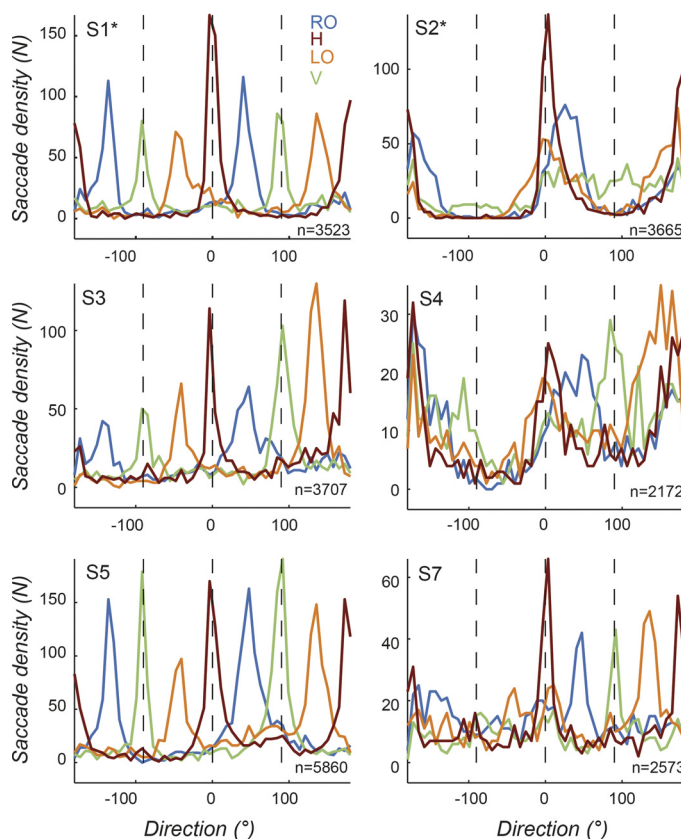 S1*
RO
H
LO
V
Saccade density (N)
150
100
50
0
-100
0
100
n=3523
S2*
100
50
0
-100
0
100
n=3665
S3
Saccade density (N)
100
50
0
-100
0
100
n=3707
S4
30
20
10
0
-100
0
100
n=2172
S5
Saccade density (N)
150
100
50
0
-100
0
100
n=5860
Direction (°)
S7
60
40
20
0
-100
0
100
n=2573
Direction (°)